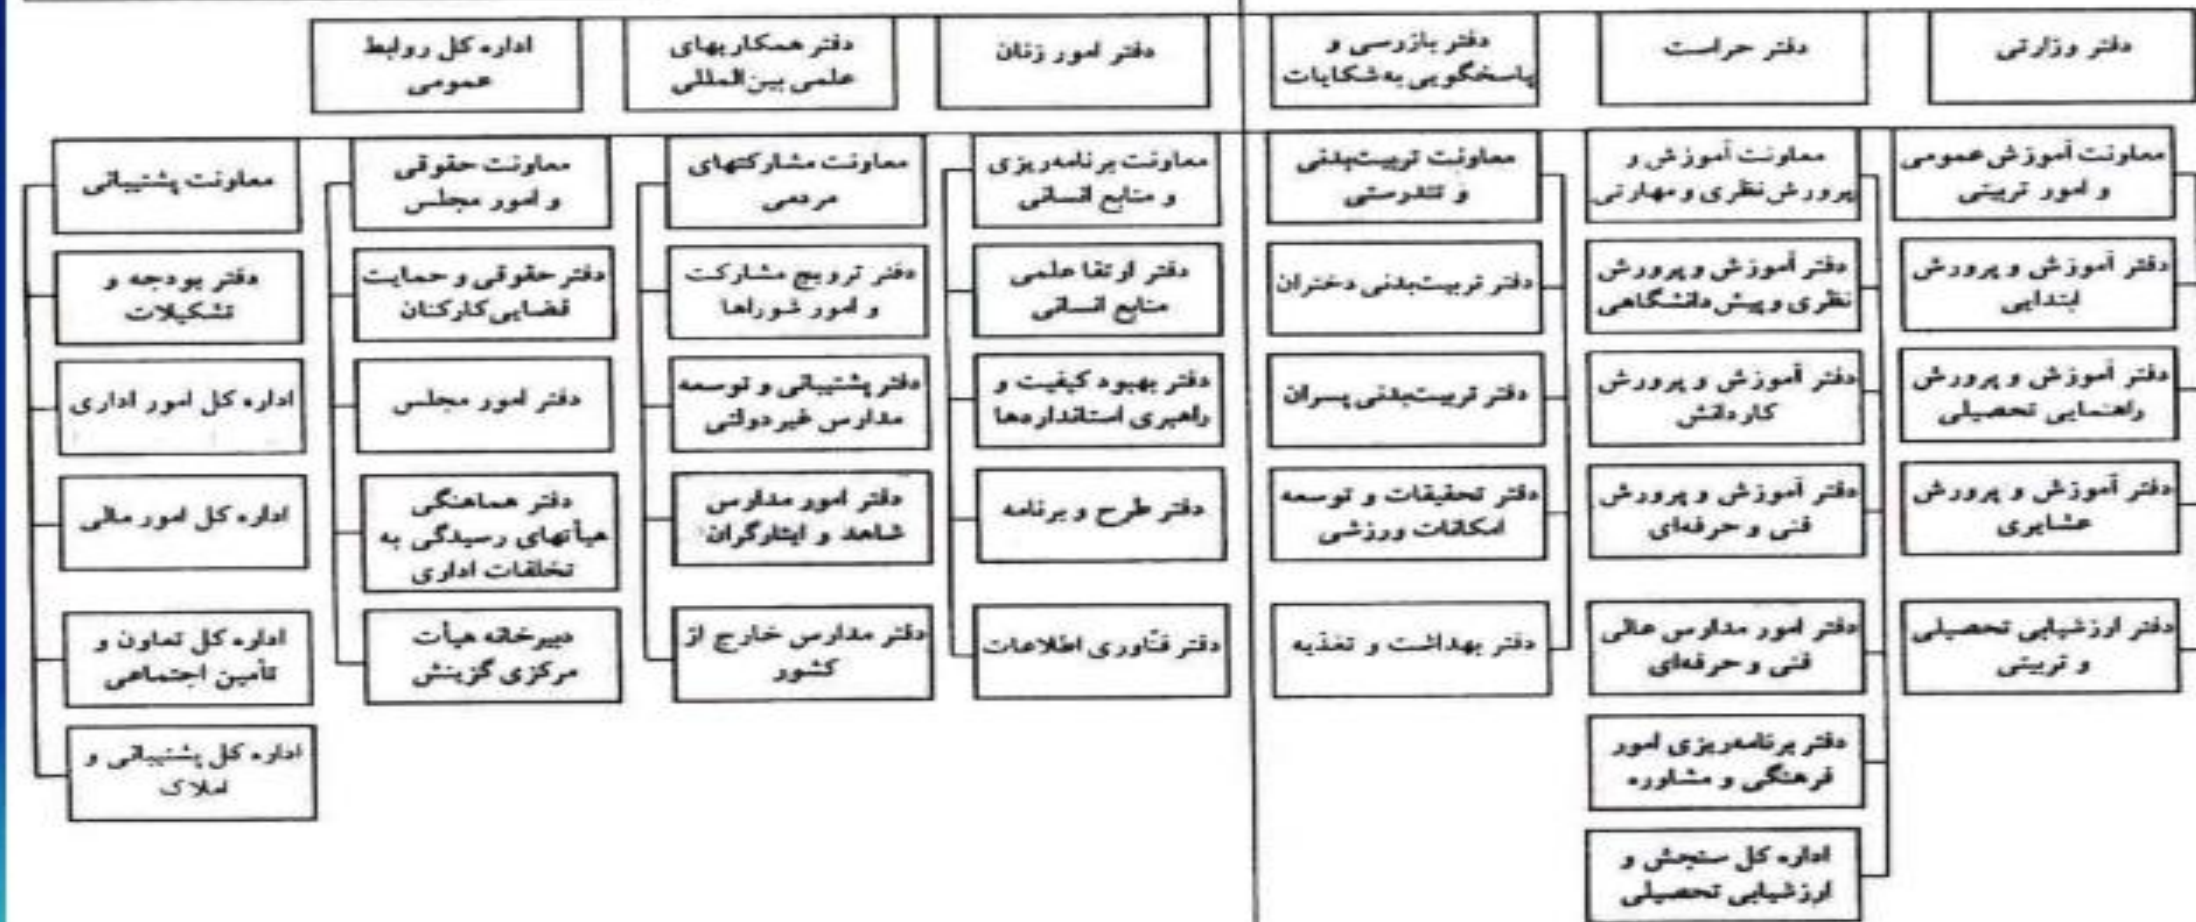 دفتر وزارتی
دفتر حراست
دفتر بازرسی و
پاسخگویی به شکایات
دفتر امور زنان
دفتر همکاریهای
علمی بین‌المللی
اداره کل روابط
عمومی
معاونت آموزش عمومی
و امور تربیتی
دفتر آموزش و پرورش
ابتدایی
دفتر آموزش و پرورش
راهنمایی تحصیلی
دفتر آموزش و پرورش
عشایری
دفتر ارزشیابی تحصیلی
و تربیتی
معاونت آموزش و
پرورش نظری و مهارتی
دفتر آموزش و پرورش
نظری و پیش دانشگاهی
دفتر آموزش و پرورش
کار دانش
دفتر آموزش و پرورش
فنی و حرفه‌ای
دفتر امور مدارس عالی
فنی و حرفه‌ای
دفتر برنامه‌ریزی امور
فرهنگی و مشاوره
اداره کل سنجش و
ارزشیابی تحصیلی
معاونت تربیت‌بدنی
و تندرستی
دفتر تربیت‌بدنی دختران
دفتر تربیت‌بدنی پسران
دفتر تحقیقات و توسعه
امکانات ورزشی
دفتر بهداشت و تغذیه
معاونت برنامه‌ریزی
و منابع انسانی
دفتر ارتقا علمی
منابع انسانی
دفتر بهبود کیفیت و
راهبری استانداردها
دفتر طرح و برنامه
دفتر فنّاوری اطلاعات
معاونت مشارکتهای
مردمی
دفتر ترویج مشارکت
و امور شوراها
دفتر پشتیبانی و توسعه
مدارس غیردولتی
دفتر امور مدارس
شاهد و ایثارگران
دفتر مدارس خارج از
کشور
معاونت حقوقی
و امور مجلس
دفتر حقوقی و حمایت
قضایی کارکنان
دفتر امور مجلس
دفتر هماهنگی
هیأتهای رسیدگی به
تخلفات اداری
دبیرخانه هیأت
مرکزی گزینش
معاونت پشتیبانی
دفتر بودجه و
تشکیلات
اداره کل امور اداری
اداره کل امور مالی
اداره کل تعاون و
تأمین اجتماعی
اداره کل پشتیبانی و
املاک